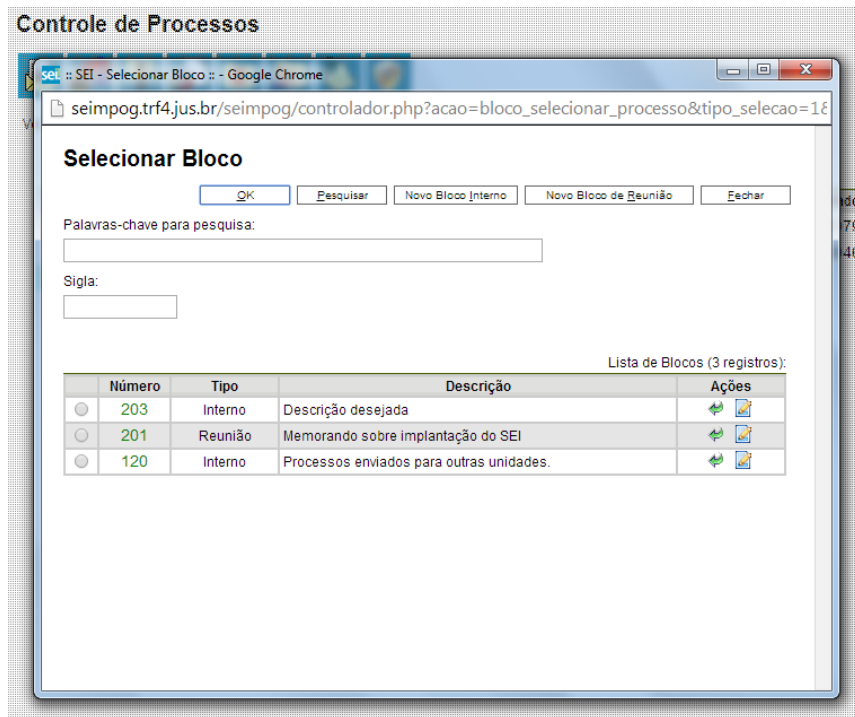 Controle de Processos
sei. :: SEI - Selecionar Bloco :: - Google Chrome
seimpog.trf4.jus.br/seimpog/controlador.php?acao=bloco_selecionar_processo&tipo_selecao=1&
Selecionar Bloco
OK Pesquisar Novo Bloco Interno Novo Bloco de Reunião Fechar
Palavras-chave para pesquisa:
Sigla:
Lista de Blocos (3 registros):
Número Tipo Descrição Ações
203 Interno Descrição desejada
201 Reunião Memorando sobre implantação do SEI
120 Interno Processos enviados para outras unidades.